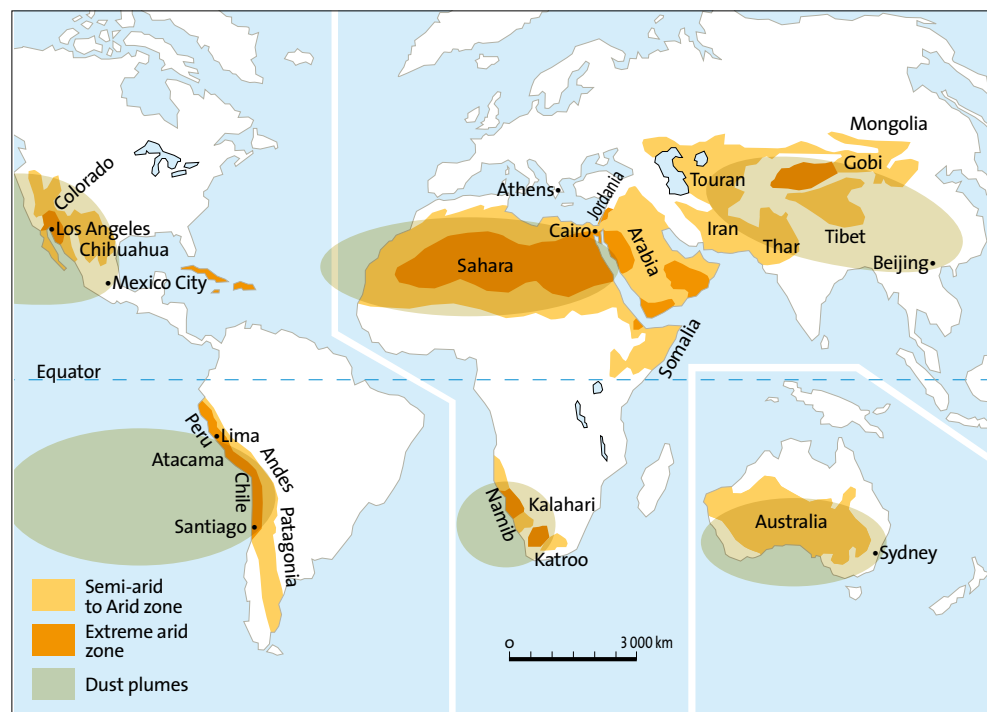 Mongolia
Gobi
Touran
Colorado
Athens
Jordania
Los Angeles
Cairo
Iran
Tibet
Chihuahua
Arabia
Thar
Sahara
Beijing
Mexico City
Somalia
Equator
Peru
Lima
Atacama
Andes
Chile
Kalahari
Namib
Santiago
Patagonia
Australia
Katroo
Sydney
Semi-arid
to Arid zone
Extreme arid
zone
Dust plumes
0
3 000 km